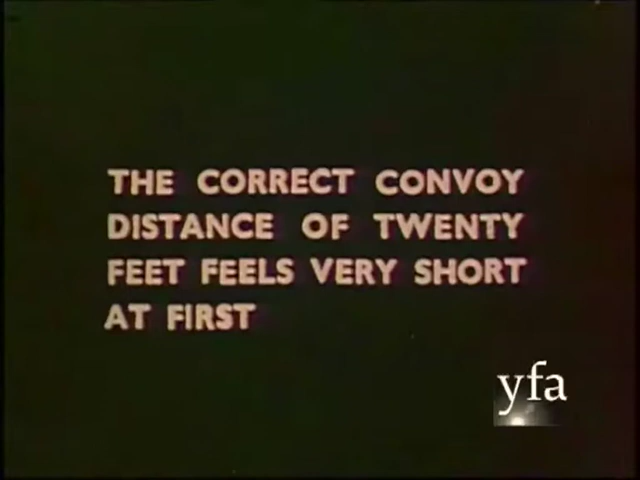 THE CORRECT CONVOY
DISTANCE OF TWENTY
FEET FEELS VERY SHORT
AT FIRST
yfa